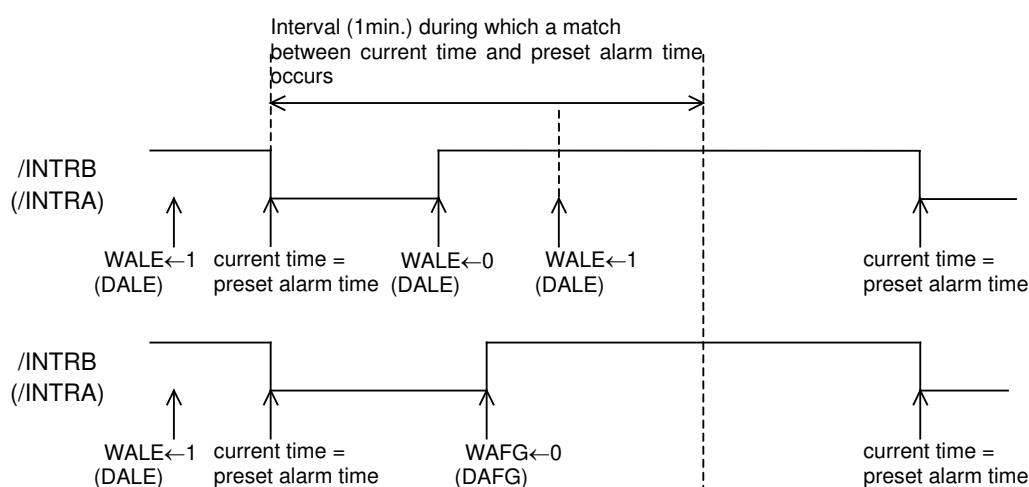 Interval (1min.) during which a match
between current time and preset alarm time
occurs
/INTRB
(/INTRA)
WALE←1
(DALE)
current time =
preset alarm time
WALE←0
(DALE)
WALE←1
(DALE)
current time =
preset alarm time
/INTRB
(/INTRA)
WALE←1
(DALE)
current time =
preset alarm time
WAFG←0
(DAFG)
current time =
preset alarm time